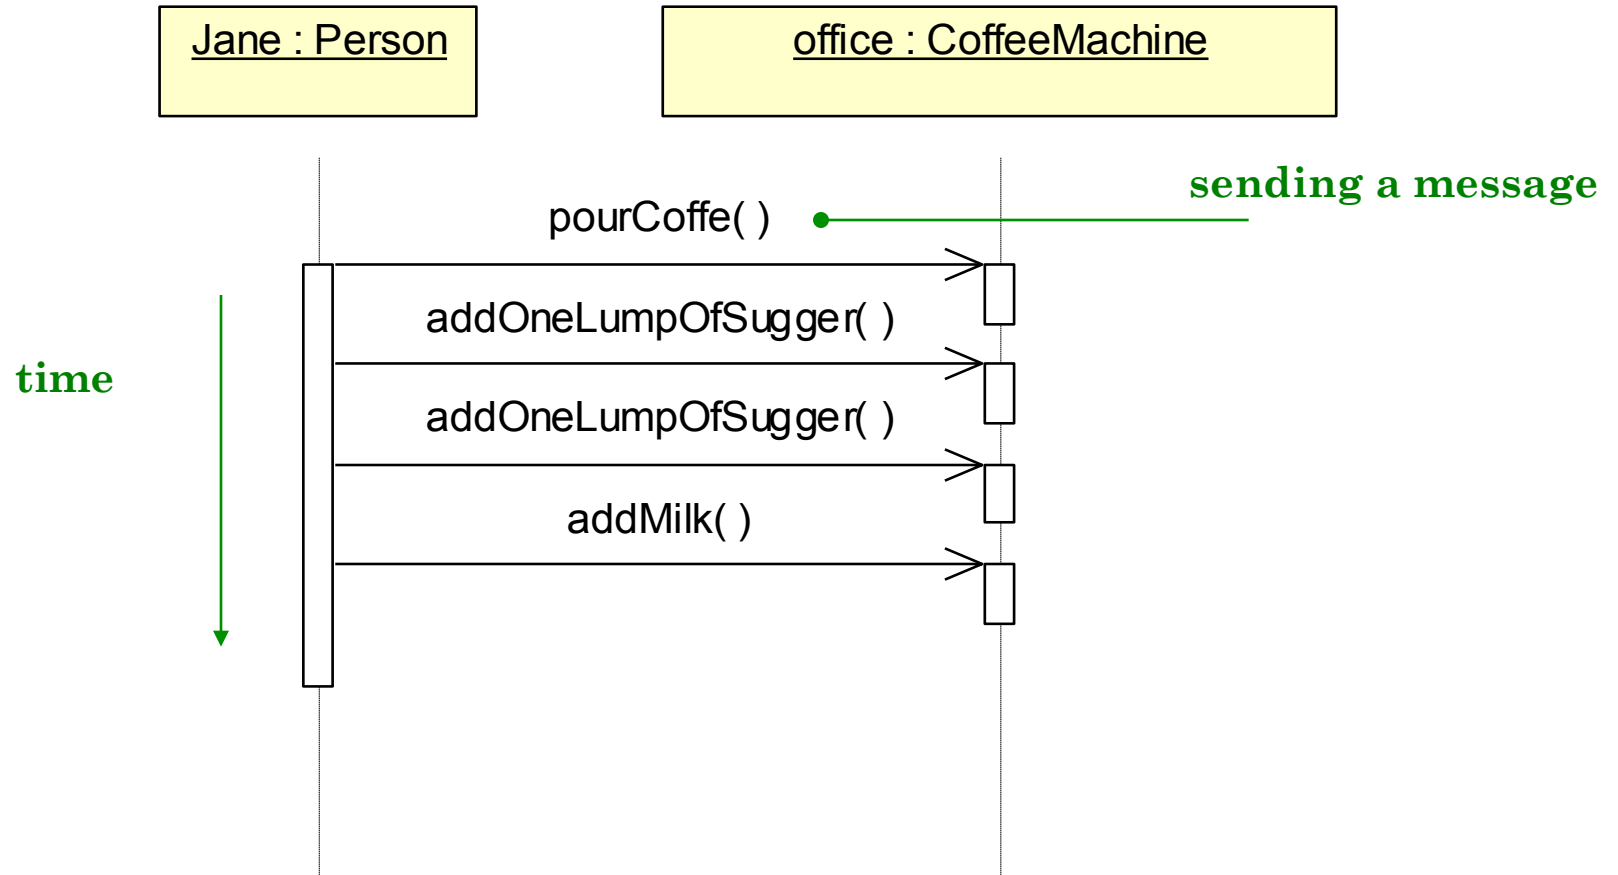 Jane : Person
office : CoffeeMachine
sending a message
pourCoffe( )
addOneLumpOfSugger( )
time
addOneLumpOfSugger( )
addMilk( )